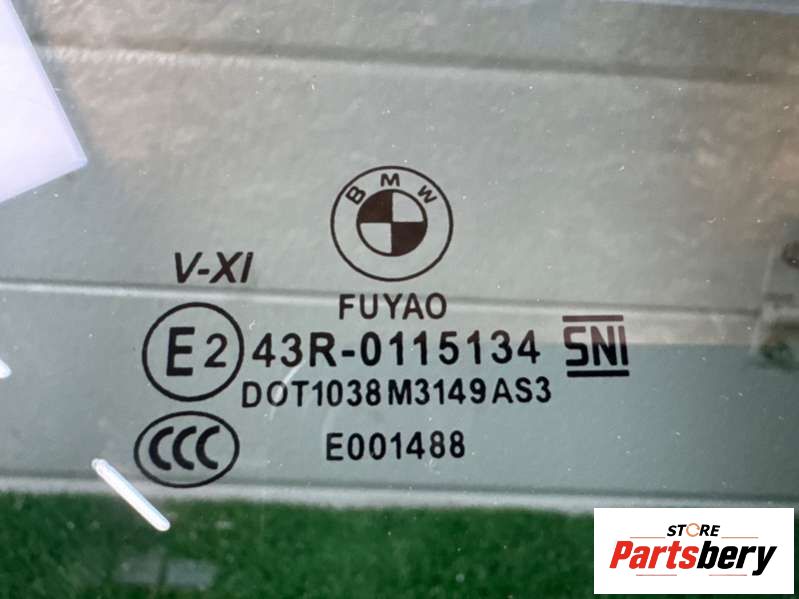 BMW
V-XI
FUYAO
E2 43R-0115134 SNI
DOT1038 M3149 AS3
CCC E001488
STORE
Partsbery